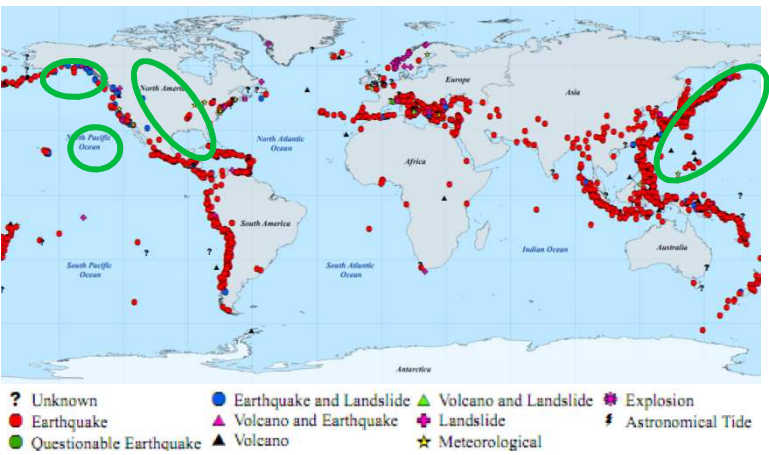 North America
Europe
Asia
North Pacific
Ocean
North Atlantic
Ocean
Africa
South America
Indian Ocean
Australia
South Pacific
Ocean
South Atlantic
Ocean
Antarctica
? Unknown
Earthquake
Questionable Earthquake
Earthquake and Landslide
Volcano and Earthquake
Volcano
Volcano and Landslide
Landslide
Meteorological
Explosion
Astronomical Tide